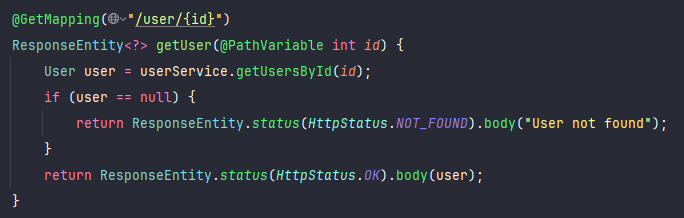 @GetMapping("/user/{id}")
ResponseEntity<?> getUser(@PathVariable int id) {
    User user = userService.getUsersById(id);
    if (user == null) {
        return ResponseEntity.status(HttpStatus.NOT_FOUND).body("User not found");
    }
    return ResponseEntity.status(HttpStatus.OK).body(user);
}